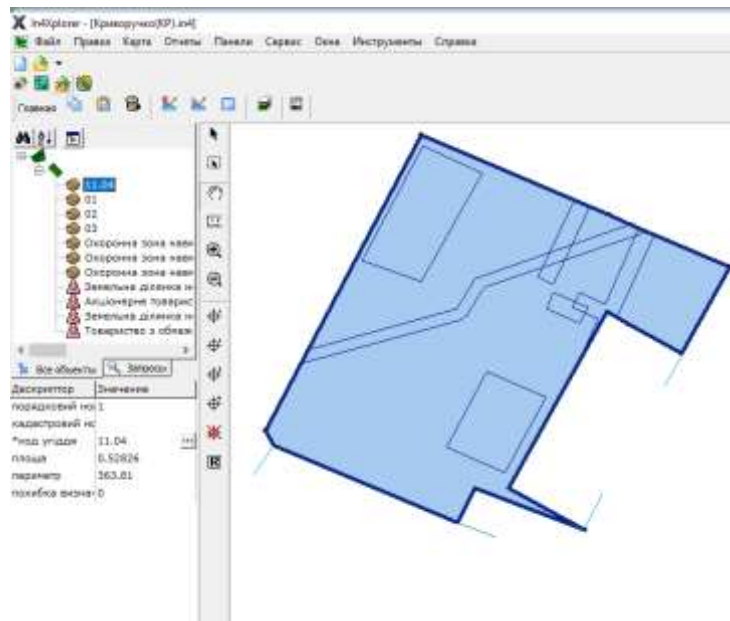 In4Xplorer - [Криворучко(КР).in4]
Файл Правка Карта Отчеты Панели Сервис Окна Инструменты Справка
Главная
11.04
01
02
03
Охоронна зона навк
Охоронна зона навк
Охоронна зона навк
Земельна ділянка н
Акціонерне товарис
Земельна ділянка н
Товариство з обмеж
Все объекты Запросы
Дескриптор Значение
порядковий но 1
кадастровий нс
*код угіддя 11.04
площа 0.52826
периметр 363.81
похибка визна 0